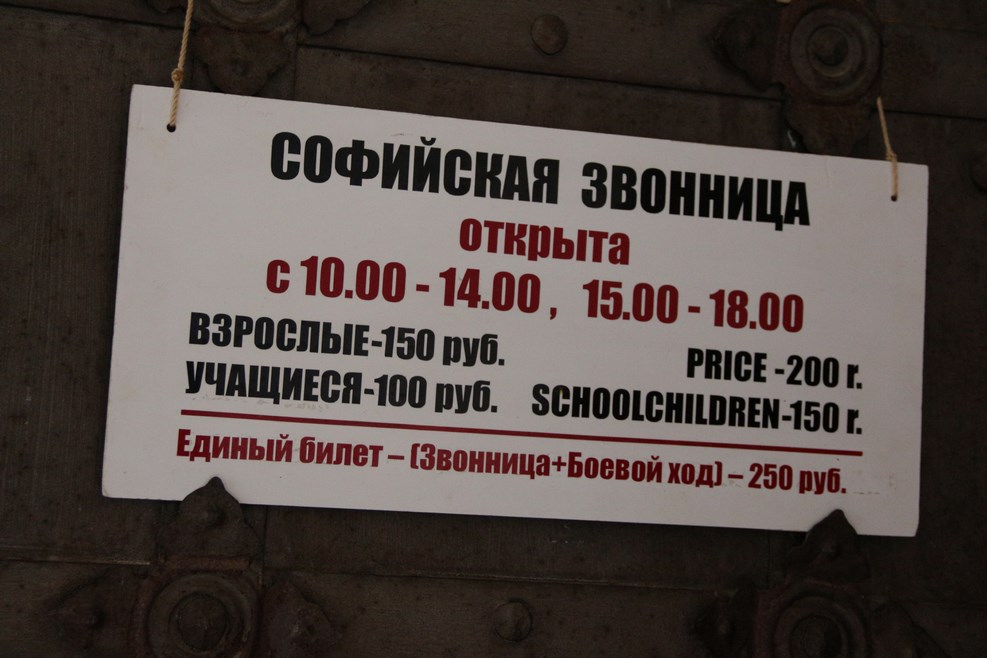 СОФИЙСКАЯ ЗВОННИЦА
открыта
с 10.00 - 14.00 , 15.00 - 18.00
ВЗРОСЛЫЕ-150 руб.
УЧАЩИЕСЯ-100 руб.
PRICE -200 r.
SCHOOLCHILDREN-150 r.
Единый билет – (Звонница+Боевой ход) – 250 руб.